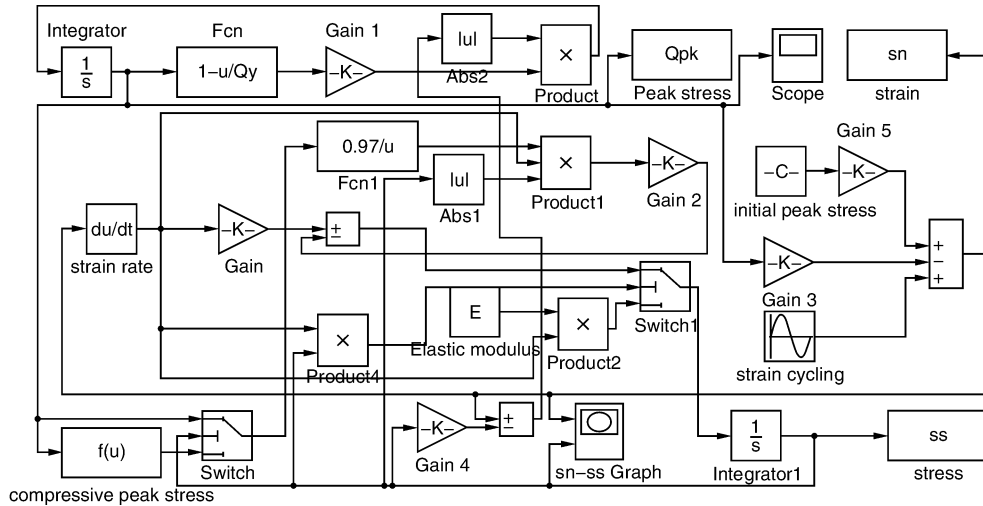 Integrator
Fcn
Gain 1
1
s
1−u/Qy
−K−
|u|
Abs2
×
Product
Qpk
Peak stress
Scope
sn
strain
0.97/u
Fcn1
|u|
Abs1
×
Product1
−K−
Gain 2
−C−
initial peak stress
Gain 5
−K−
du/dt
strain rate
−K−
Gain
±
−
−K−
Gain 3
+
−
+
E
Elastic modulus
×
Product2
Switch1
×
Product4
strain cycling
f(u)
compressive peak stress
Switch
−K−
Gain 4
±
−
sn−ss Graph
1
s
Integrator1
ss
stress